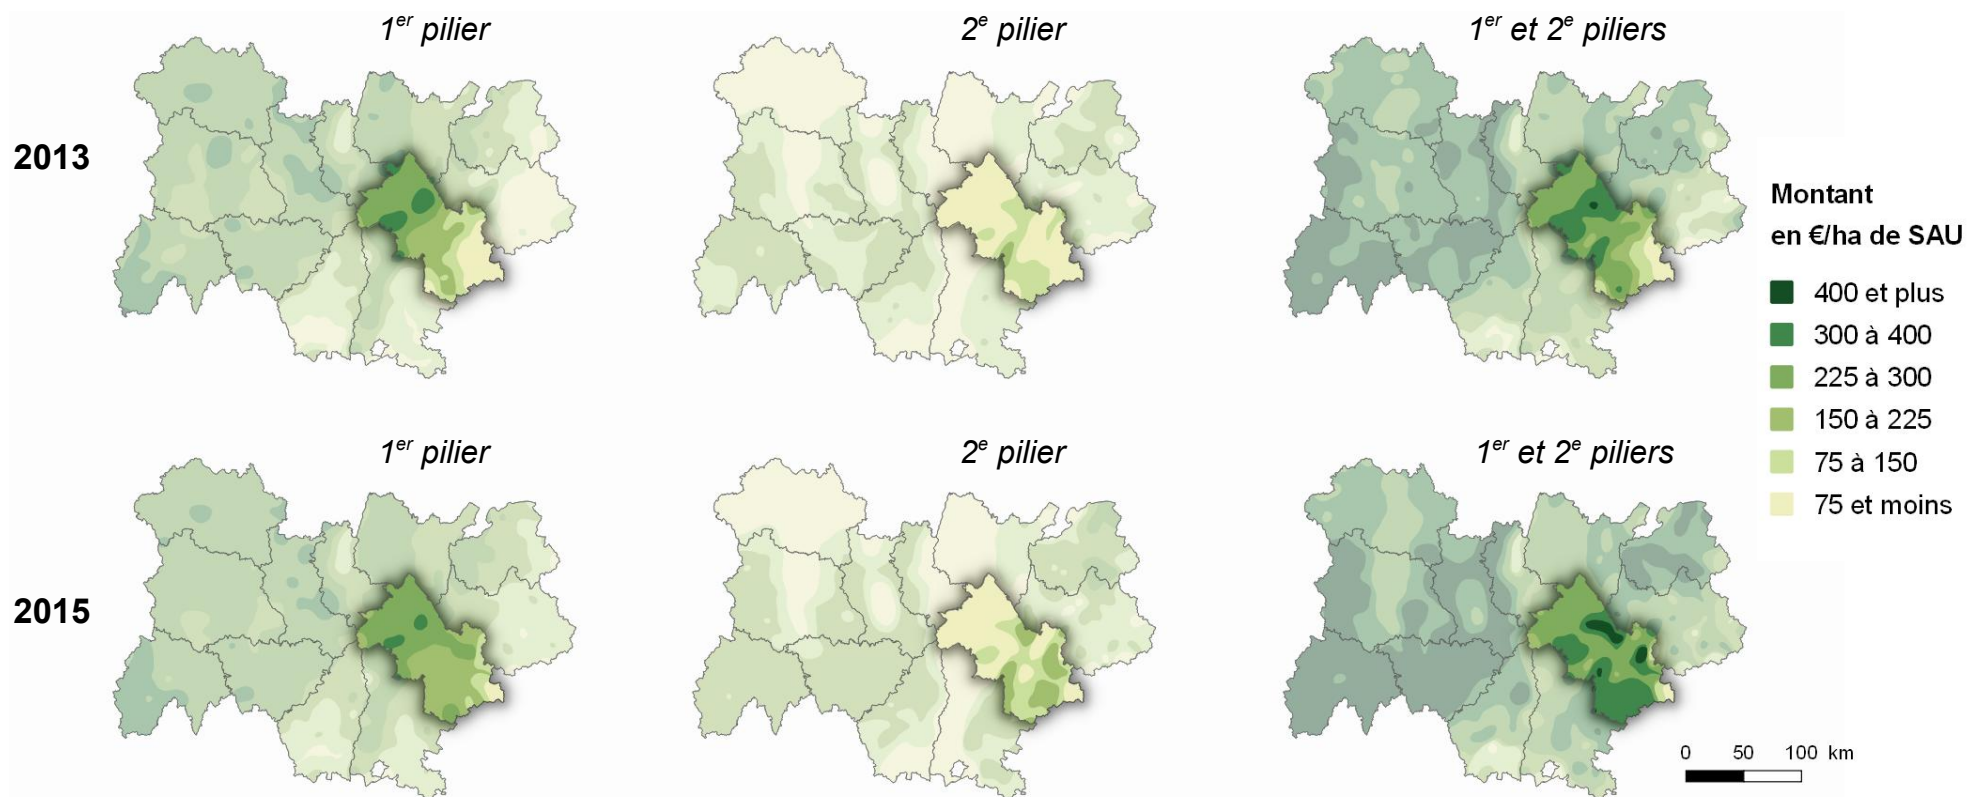 1er pilier
2e pilier
1er et 2e piliers
2013
Montant
en €/ha de SAU
400 et plus
300 à 400
225 à 300
150 à 225
75 à 150
75 et moins
1er pilier
2e pilier
1er et 2e piliers
2015
0 50 100 km